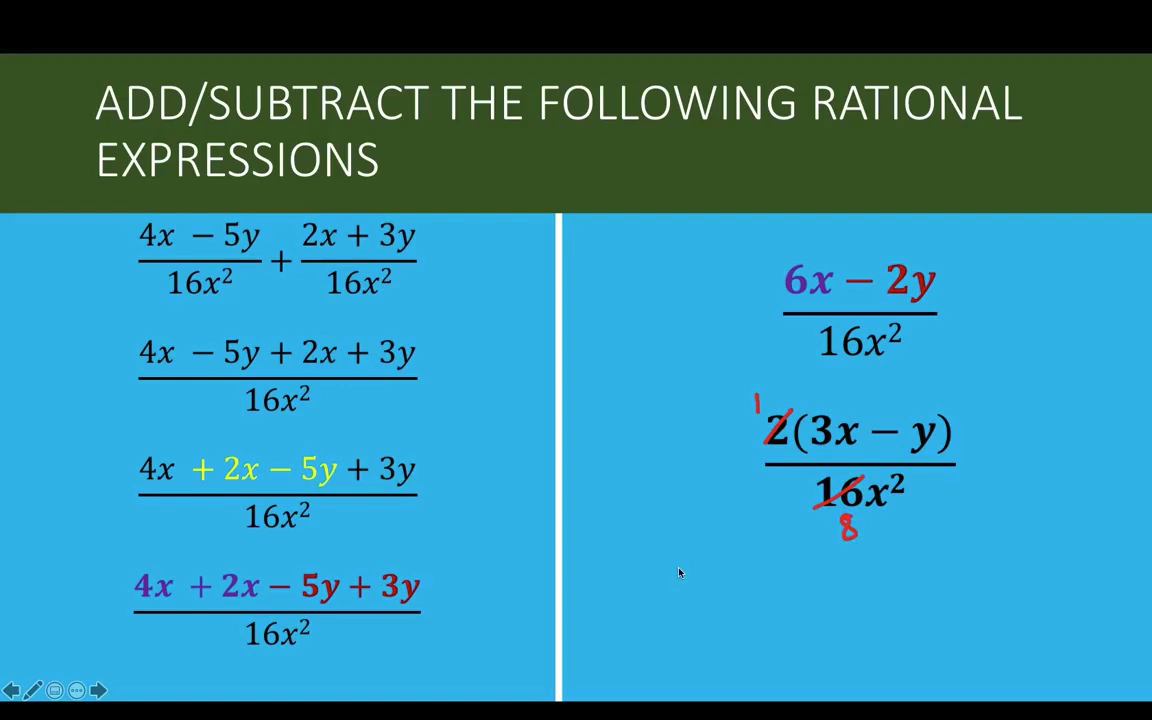 ADD/SUBTRACT THE FOLLOWING RATIONAL
EXPRESSIONS
4x − 5y   2x + 3y
+
16x²   16x²
4x − 5y + 2x + 3y
16x²
4x + 2x − 5y + 3y
16x²
4x + 2x − 5y + 3y
16x²
6x − 2y
16x²
1
2(3x − y)
16x²
8